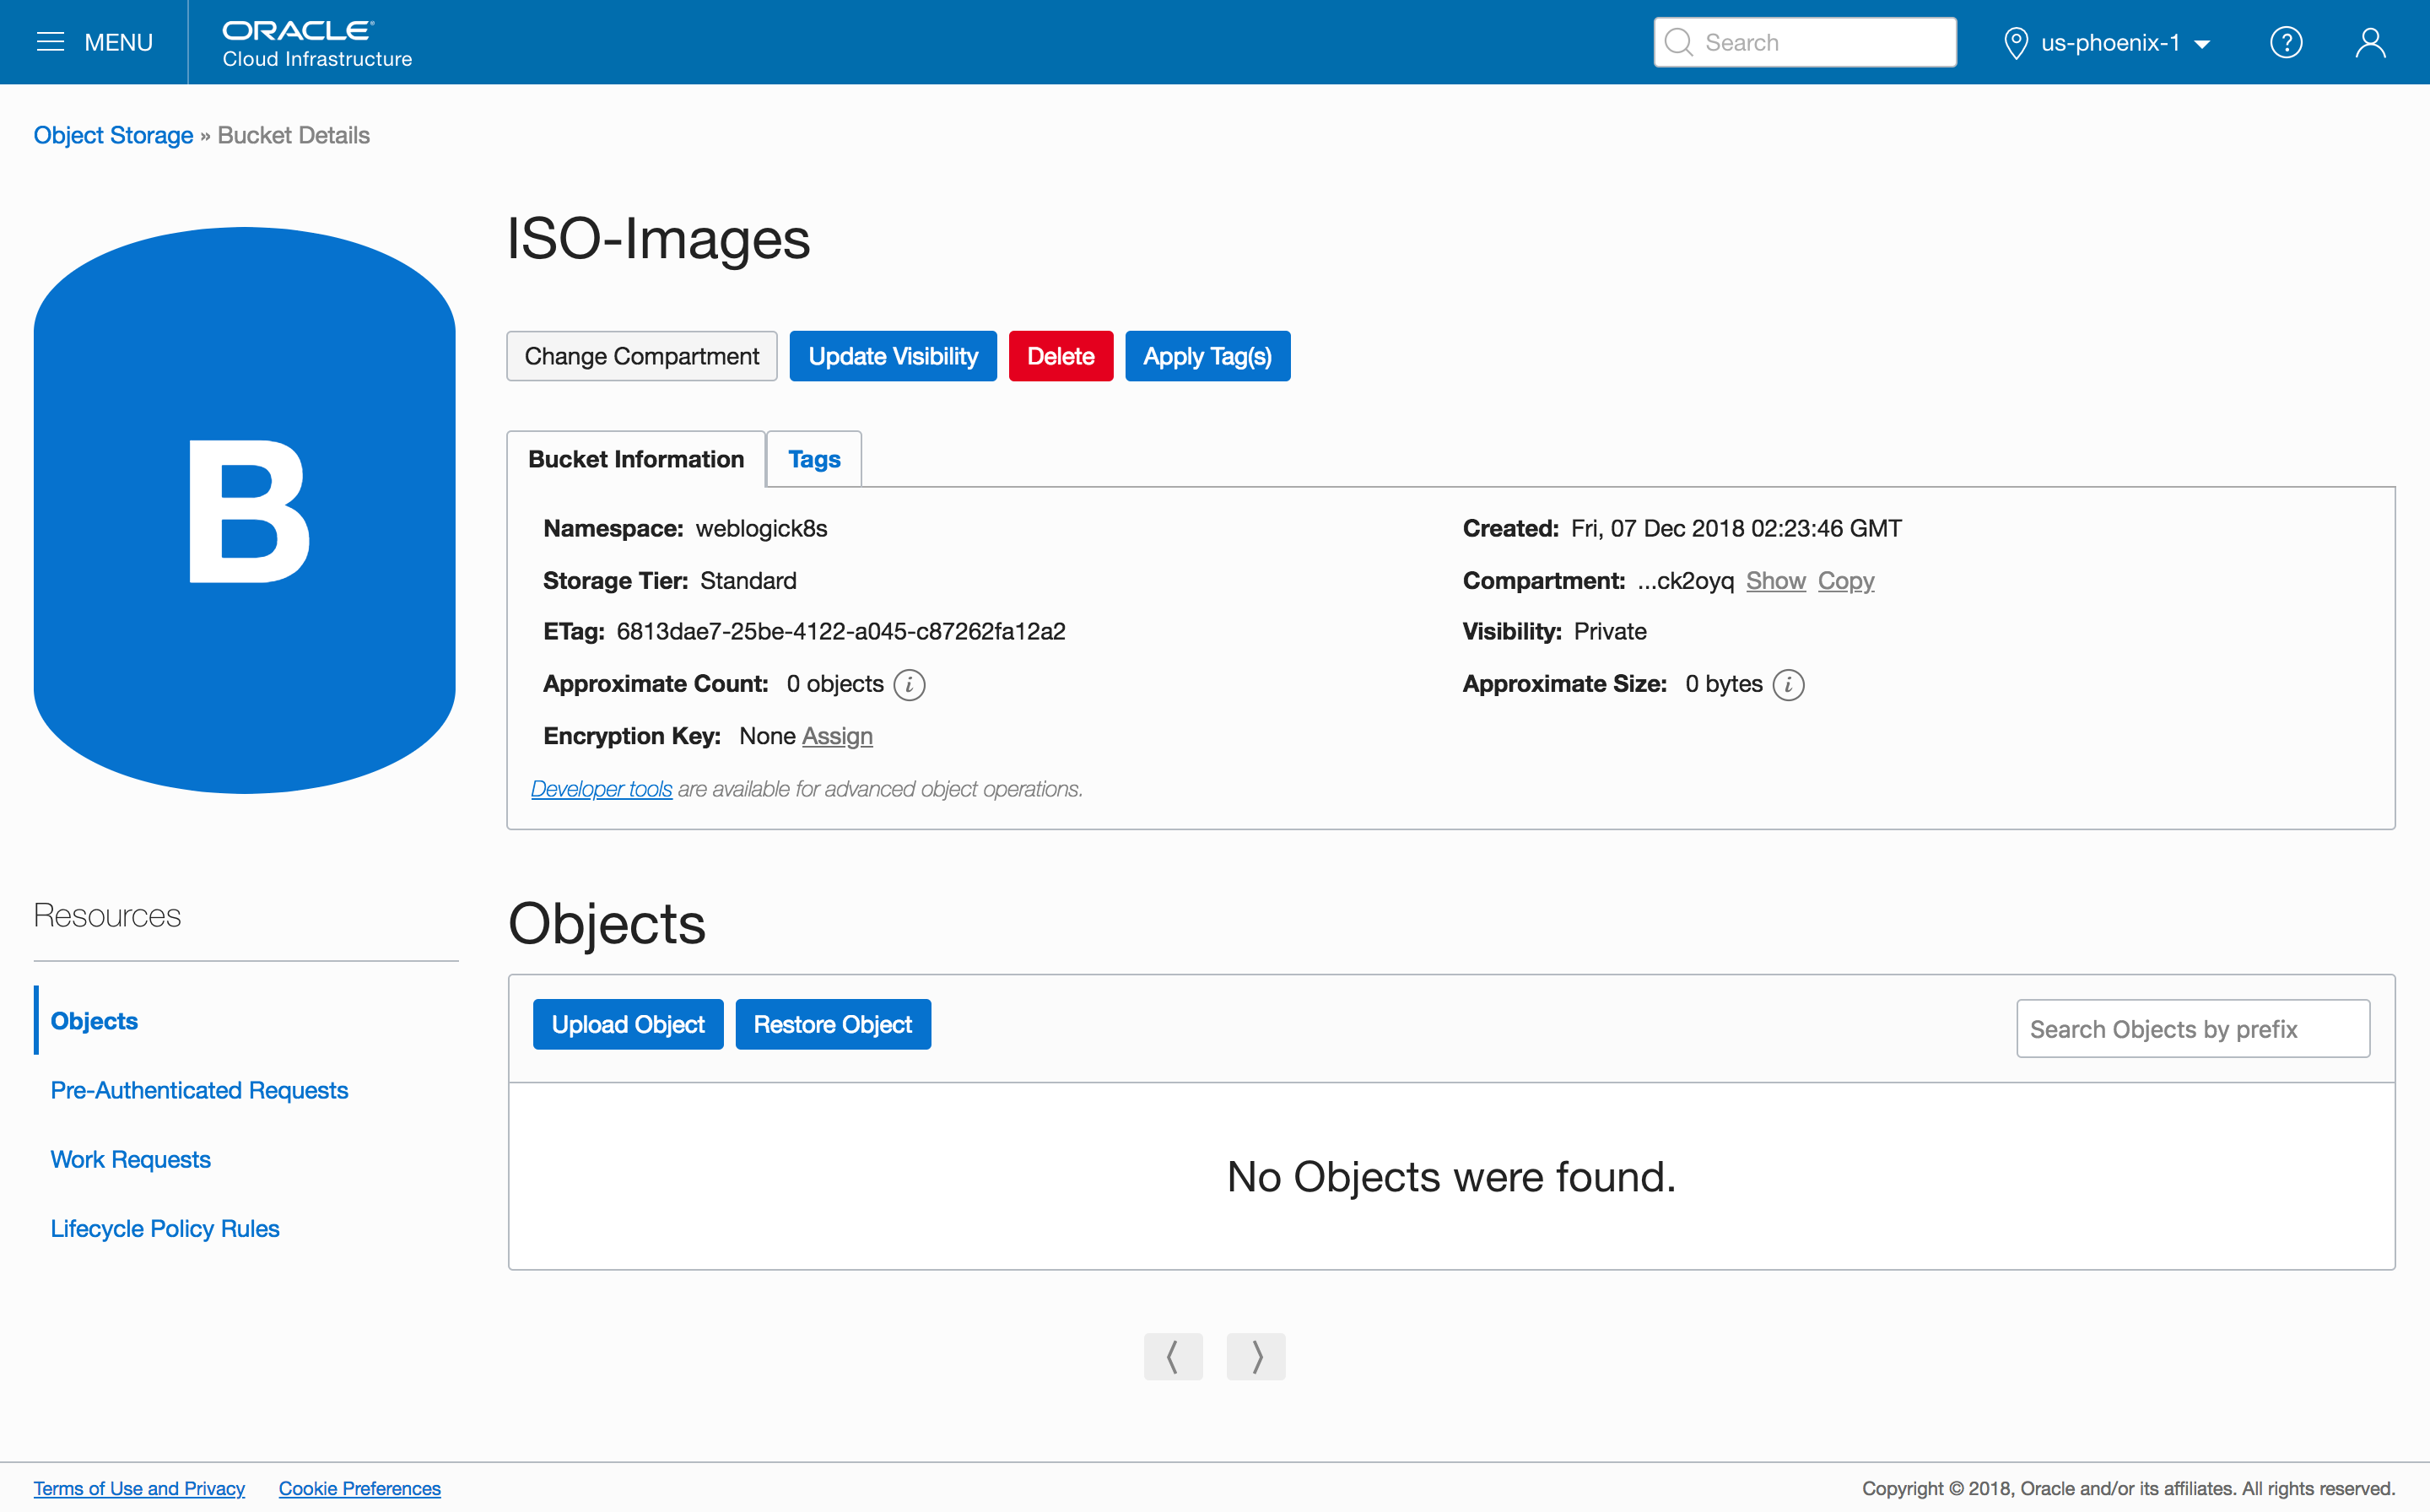 MENU
ORACLE
Cloud Infrastructure
Search
us-phoenix-1
?
Object Storage » Bucket Details
B
ISO-Images
Change Compartment Update Visibility Delete Apply Tag(s)
Bucket Information Tags
Namespace: weblogick8s Created: Fri, 07 Dec 2018 02:23:46 GMT
Storage Tier: Standard Compartment: ...ck2oyq Show Copy
ETag: 6813dae7-25be-4122-a045-c87262fa12a2 Visibility: Private
Approximate Count: 0 objects i Approximate Size: 0 bytes i
Encryption Key: None Assign
Developer tools are available for advanced object operations.
Resources
Objects
Pre-Authenticated Requests
Work Requests
Lifecycle Policy Rules
Objects
Upload Object Restore Object Search Objects by prefix
No Objects were found.
Terms of Use and Privacy Cookie Preferences Copyright © 2018, Oracle and/or its affiliates. All rights reserved.